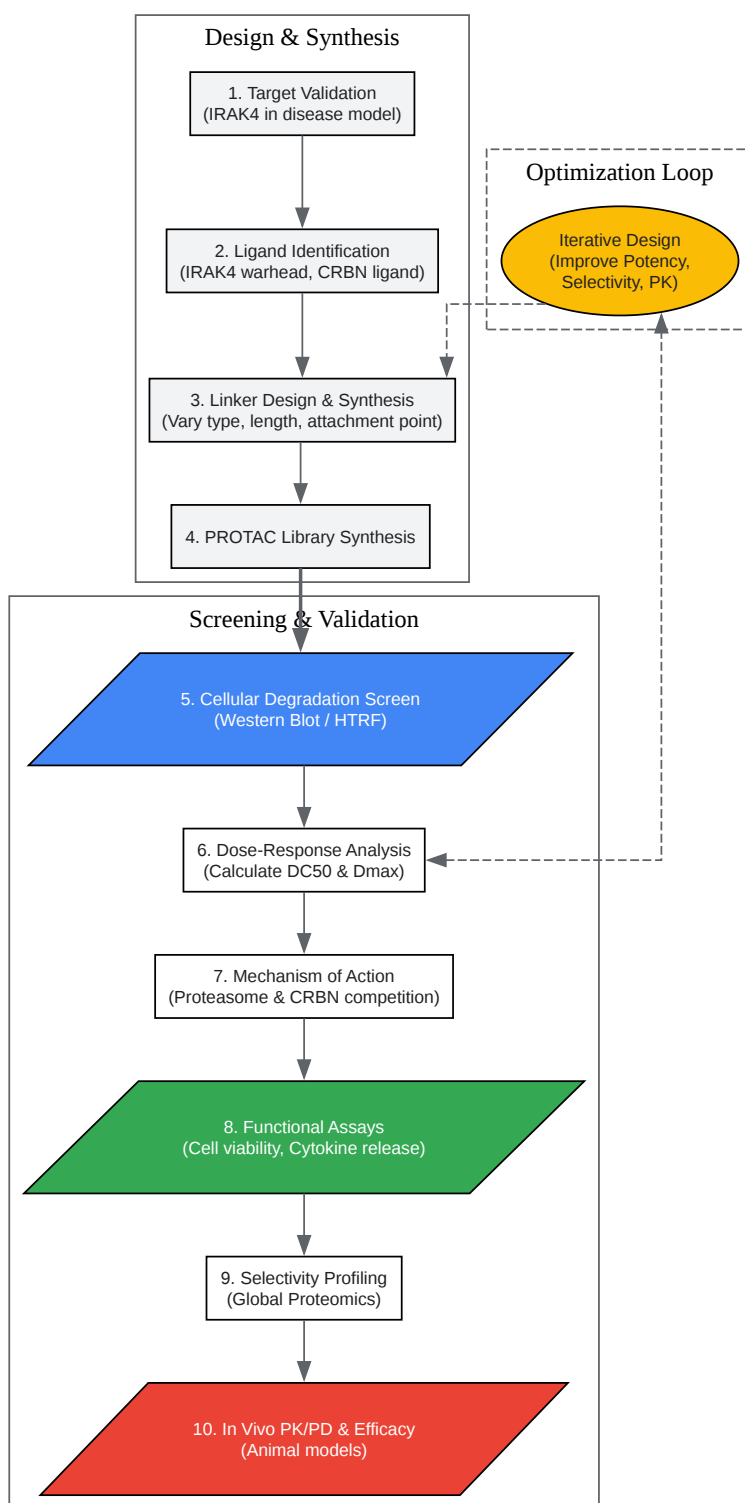 Design & Synthesis
1. Target Validation
(IRAK4 in disease model)
Optimization Loop
Iterative Design
(Improve Potency,
Selectivity, PK)
2. Ligand Identification
(IRAK4 warhead, CRBN ligand)
3. Linker Design & Synthesis
(Vary type, length, attachment point)
4. PROTAC Library Synthesis
Screening & Validation
5. Cellular Degradation Screen
(Western Blot / HTRF)
6. Dose-Response Analysis
(Calculate DC50 & Dmax)
7. Mechanism of Action
(Proteasome & CRBN competition)
8. Functional Assays
(Cell viability, Cytokine release)
9. Selectivity Profiling
(Global Proteomics)
10. In Vivo PK/PD & Efficacy
(Animal models)